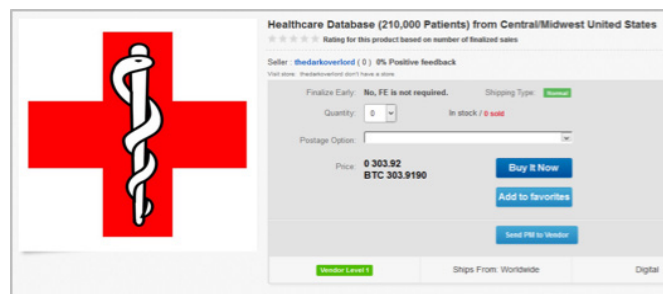 Healthcare Database (210,000 Patients) from Central/Midwest United States
Rating for this product based on number of finalized sales
Seller : thedarkoverlord ( 0 ) 0% Positive feedback
Visit store: thedarkoverlord don't have a store.
Finalize Early: No, FE is not required. Shipping Type: Normal
Quantity: 0 In stock / 0 sold
Postage Option:
Price: 0 303.92
BTC 303.9190
Buy It Now
Add to favorites
Send PM to Vendor
Vendor Level 1 Ships From: Worldwide Digital